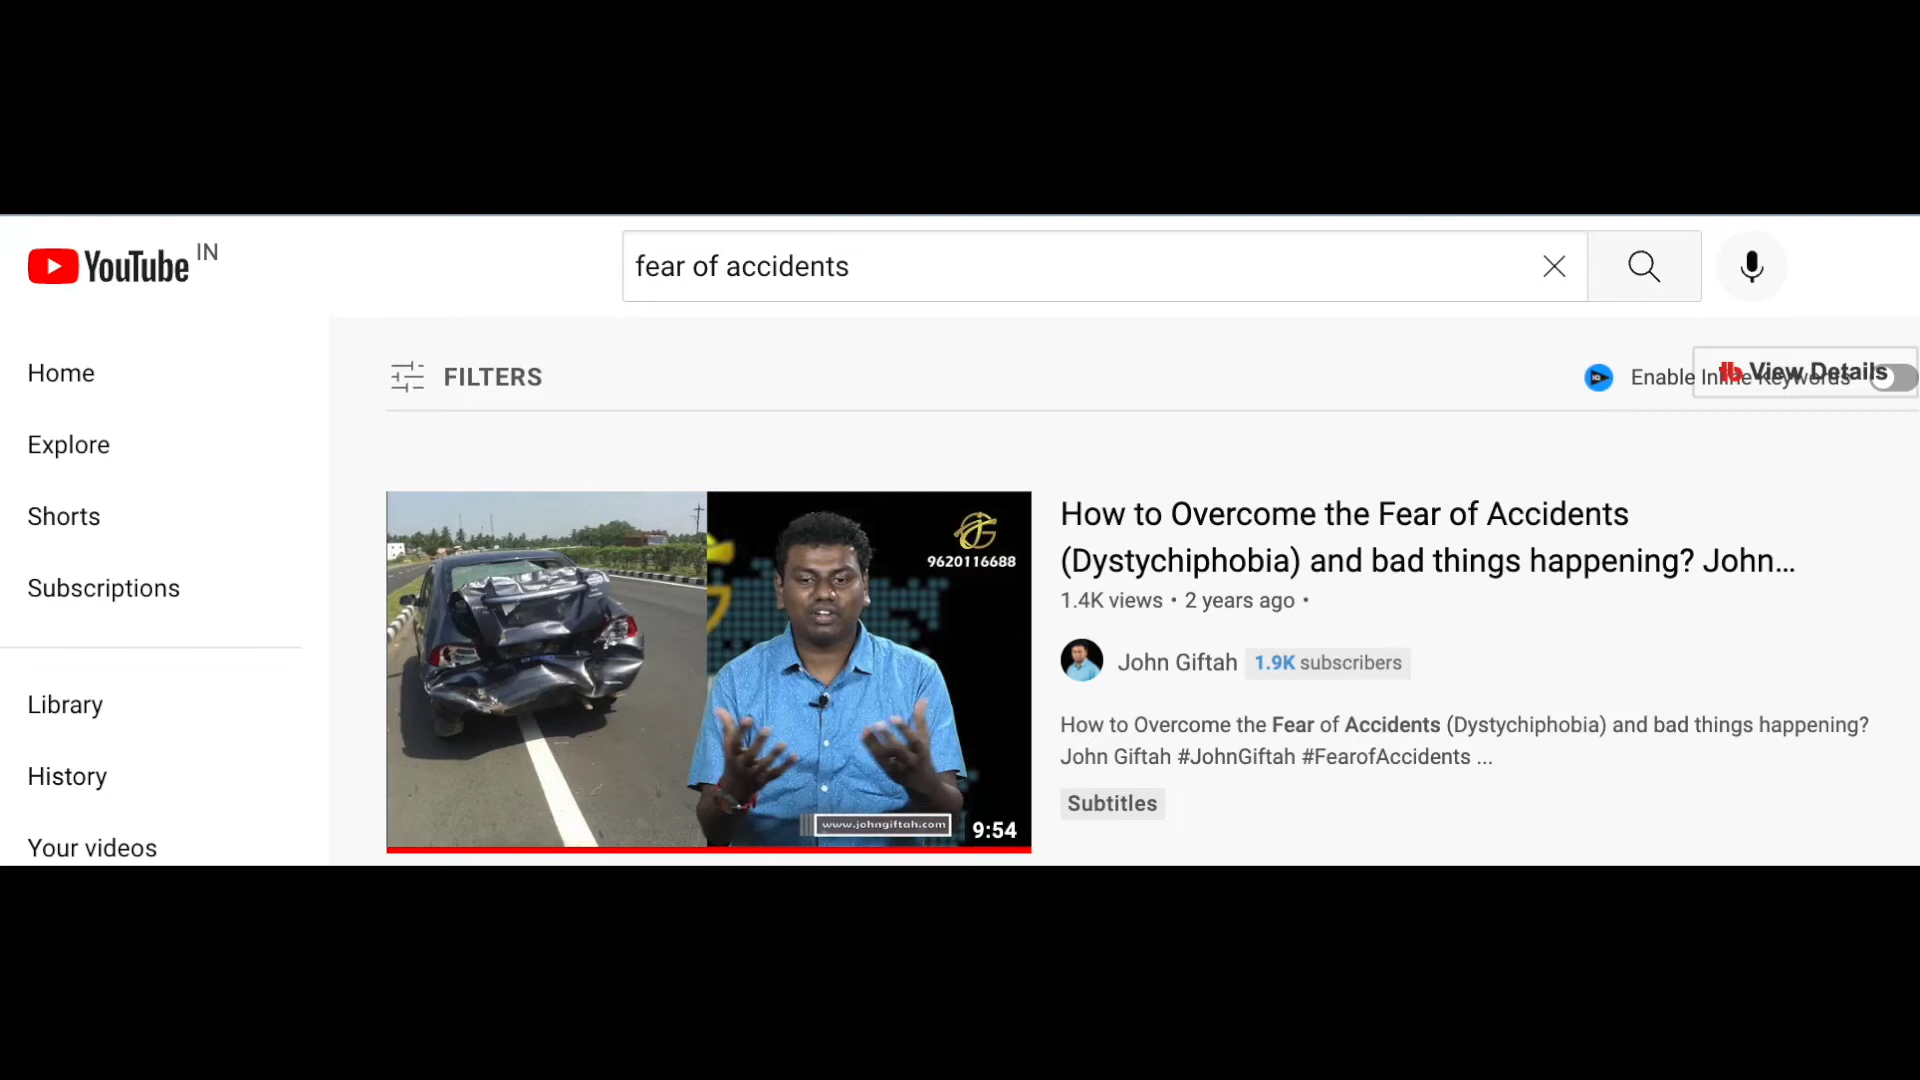 YouTube IN
fear of accidents
Home
Explore
Shorts
Subscriptions
Library
History
Your videos
FILTERS
Enable Inline Keywords
View Details
9620116688
www.johngiftah.com
9:54
How to Overcome the Fear of Accidents
(Dystychiphobia) and bad things happening? John...
1.4K views • 2 years ago •
John Giftah 1.9K subscribers
How to Overcome the Fear of Accidents (Dystychiphobia) and bad things happening?
John Giftah #JohnGiftah #FearofAccidents ...
Subtitles